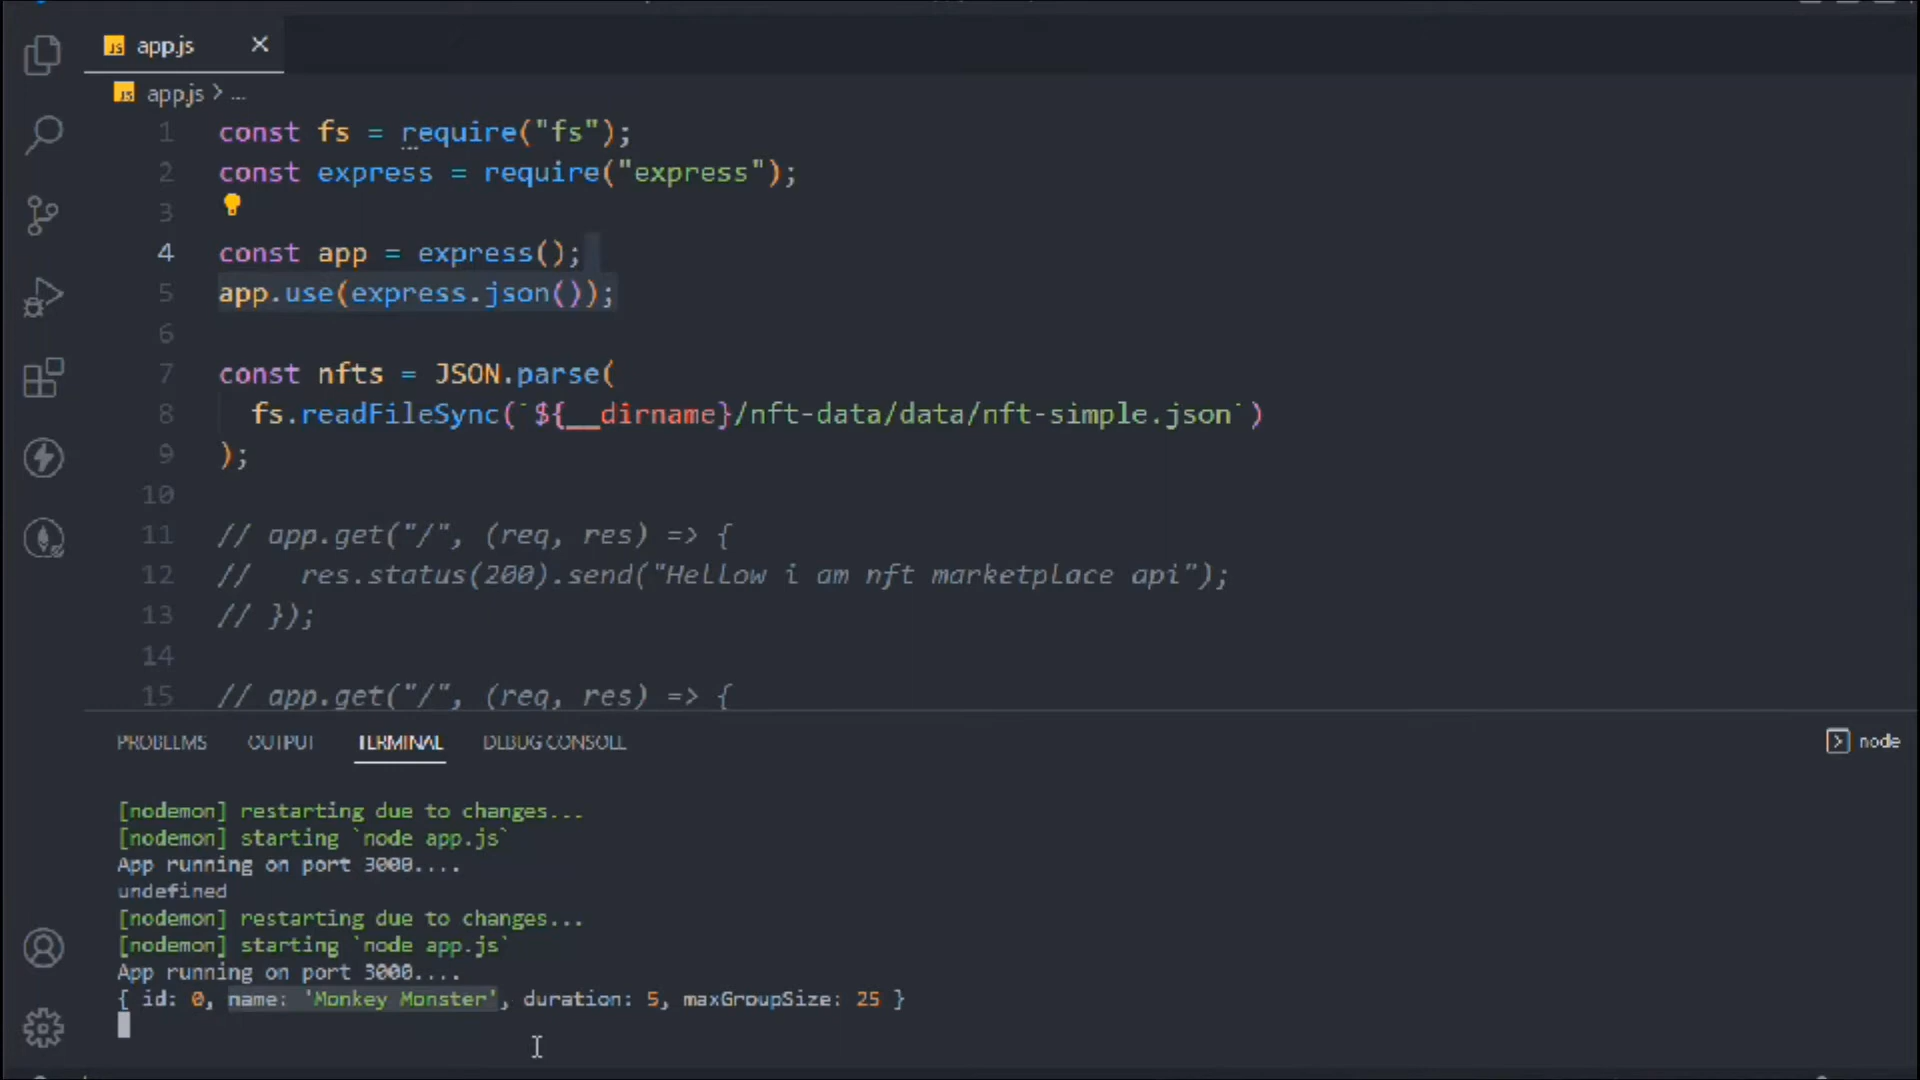 JS app.js ×
JS app.js > ...
1 const fs = require("fs");
2 const express = require("express");
3
4 const app = express();
5 app.use(express.json());
6
7 const nfts = JSON.parse(
8 fs.readFileSync(`${__dirname}/nft-data/data/nft-simple.json`)
9 );
10
11 // app.get("/", (req, res) => {
12 //   res.status(200).send("Hellow i am nft marketplace api");
13 // });
14
15 // app.get("/", (req, res) => {
PROBLEMS OUTPUT TERMINAL DEBUG CONSOLE node
[nodemon] restarting due to changes...
[nodemon] starting `node app.js`
App running on port 3000....
undefined
[nodemon] restarting due to changes...
[nodemon] starting `node app.js`
App running on port 3000....
{ id: 0, name: 'Monkey Monster', duration: 5, maxGroupSize: 25 }